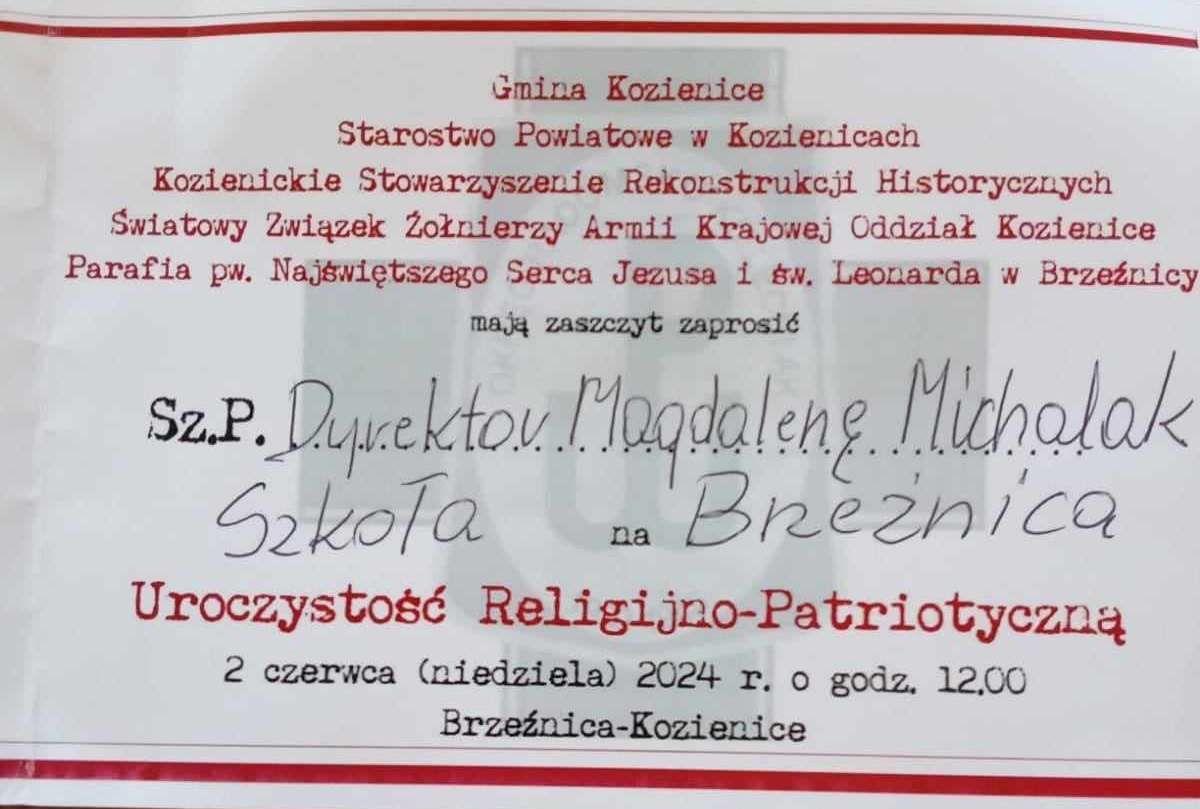 Gmina Kozienice
Starostwo Powiatowe w Kozienicach
Kozienickie Stowarzyszenie Rekonstrukcji Historycznych
Światowy Związek Żołnierzy Armii Krajowej Oddział Kozienice
Parafia pw. Najświętszego Serca Jezusa i św. Leonarda w Brzeźnicy
mają zaszczyt zaprosić
Sz.P. Dyrektor Magdalenę Michalak
Szkoła na Brzeźnica
Uroczystość Religijno-Patriotyczną
2 czerwca (niedziela) 2024 r. o godz. 12.00
Brzeźnica-Kozienice